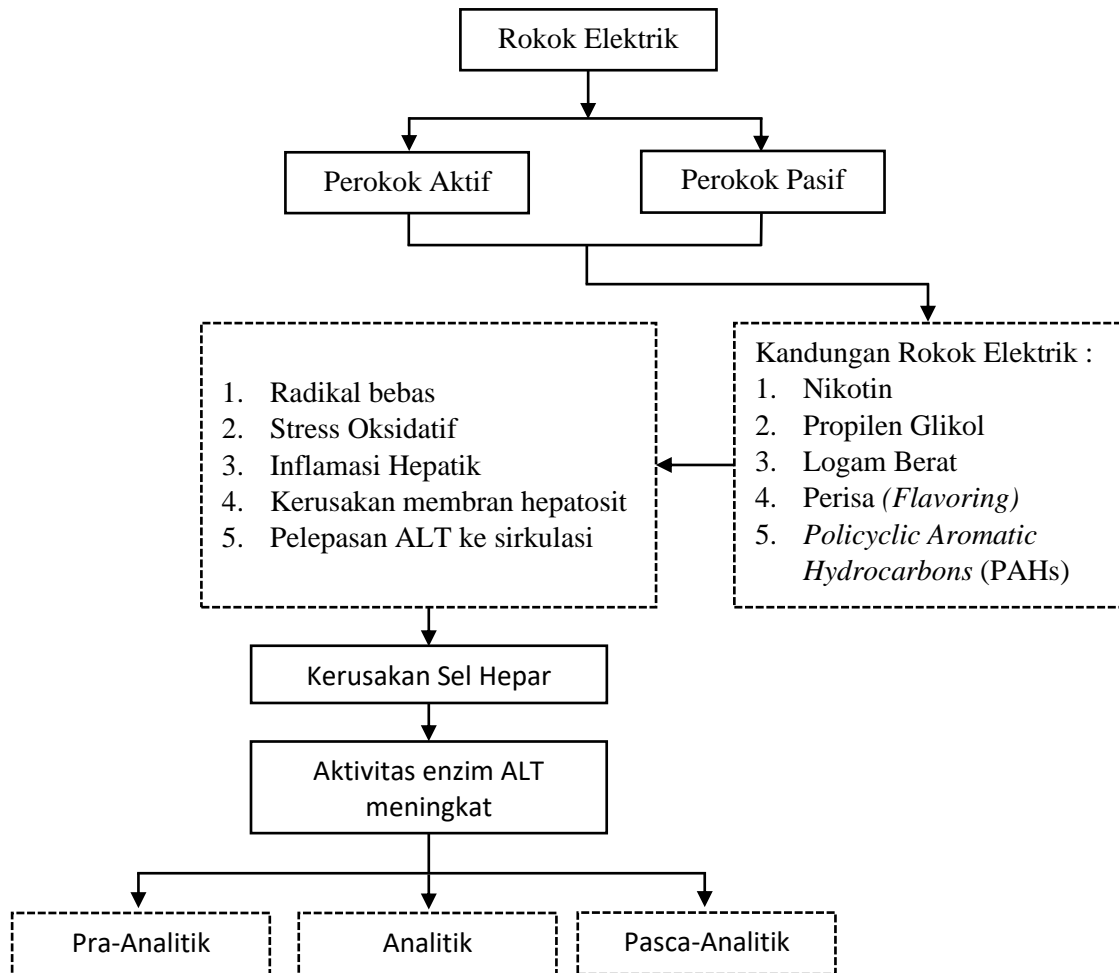 Rokok Elektrik
Perokok Aktif
Perokok Pasif
Kandungan Rokok Elektrik :
1. Nikotin
2. Propilen Glikol
3. Logam Berat
4. Perisa (Flavoring)
5. Policyclic Aromatic
Hydrocarbons (PAHs)
1. Radikal bebas
2. Stress Oksidatif
3. Inflamasi Hepatik
4. Kerusakan membran hepatosit
5. Pelepasan ALT ke sirkulasi
Kerusakan Sel Hepar
Aktivitas enzim ALT
meningkat
Pra-Analitik
Analitik
Pasca-Analitik